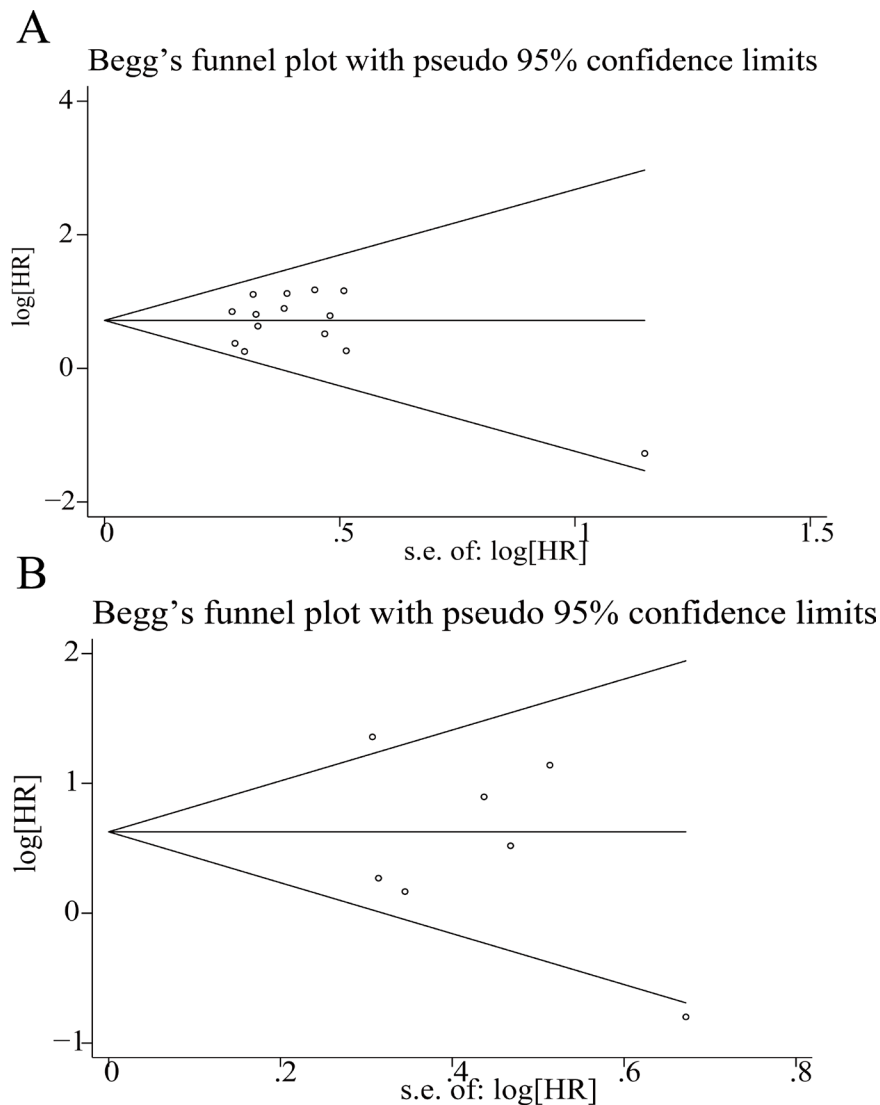 A
Begg’s funnel plot with pseudo 95% confidence limits
4
2
0
−2
log[HR]
0 .5 1 1.5
s.e. of: log[HR]
B
Begg’s funnel plot with pseudo 95% confidence limits
2
1
0
−1
log[HR]
0 .2 .4 .6 .8
s.e. of: log[HR]